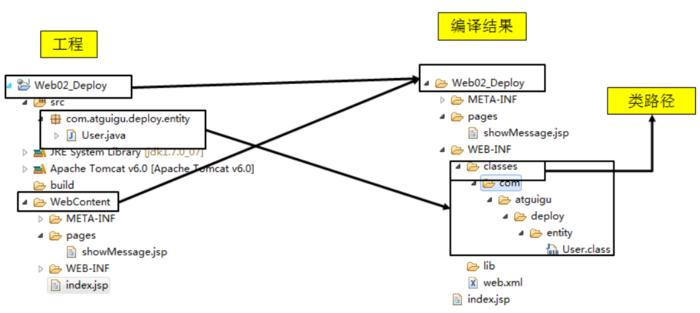 工程
Web02_Deploy
src
com.atguigu.deploy.entity
User.java
JRE System Library [jdk1.7.0_07]
Apache Tomcat v6.0 [Apache Tomcat v6.0]
build
WebContent
META-INF
pages
showMessage.jsp
WEB-INF
index.jsp
编译结果
Web02_Deploy
META-INF
pages
showMessage.jsp
WEB-INF
classes
com
atguigu
deploy
entity
User.class
lib
web.xml
index.jsp
类路径